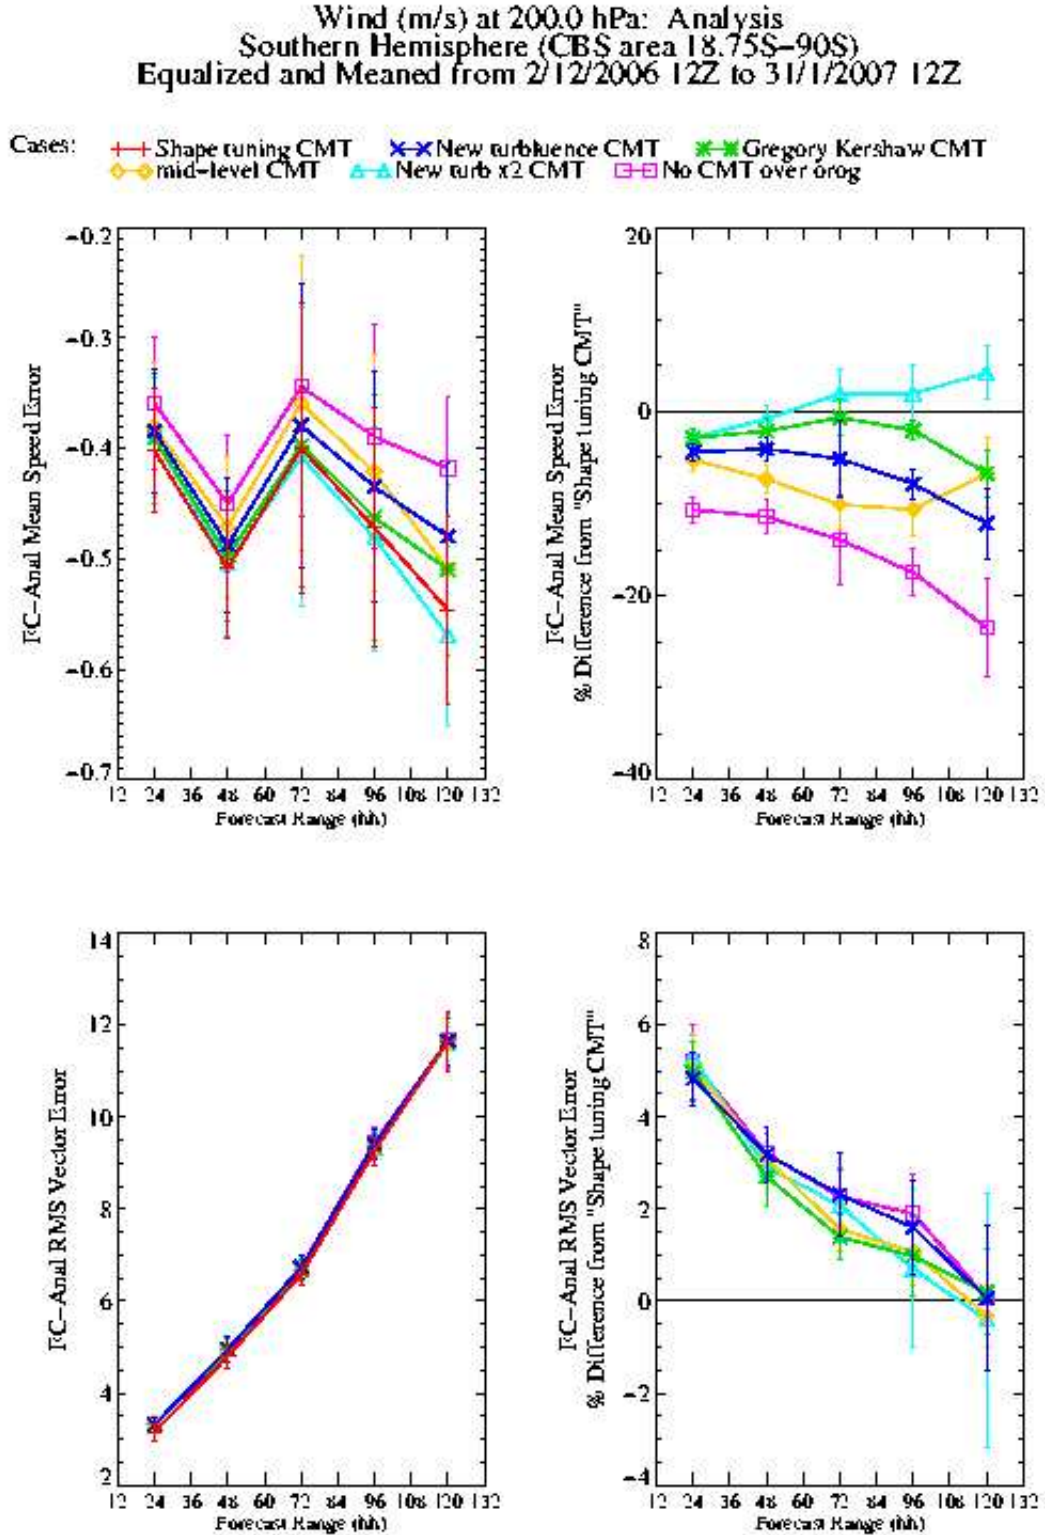 Wind (m/s) at 200.0 hPa: Analysis
Southern Hemisphere (CBS area 18.75S-90S)
Equalized and Meaned from 2/12/2006 12Z to 31/1/2007 12Z
Cases: Shape tuning CMT New turbluence CMT Gregory Kershaw CMT
mid-level CMT New turb x2 CMT No CMT over orog
-0.2
-0.3
-0.4
-0.5
-0.6
-0.7
FC-Anal Mean Speed Error
12 24 36 48 60 72 84 96 108 120 132
Forecast Range (hh)
20
0
-20
-40
FC-Anal Mean Speed Error
% Difference from "Shape tuning CMT"
12 24 36 48 60 72 84 96 108 120 132
Forecast Range (hh)
14
12
10
8
6
4
2
FC-Anal RMS Vector Error
12 24 36 48 60 72 84 96 108 120 132
Forecast Range (hh)
8
6
4
2
0
-2
-4
FC-Anal RMS Vector Error
% Difference from "Shape tuning CMT"
12 24 36 48 60 72 84 96 108 120 132
Forecast Range (hh)